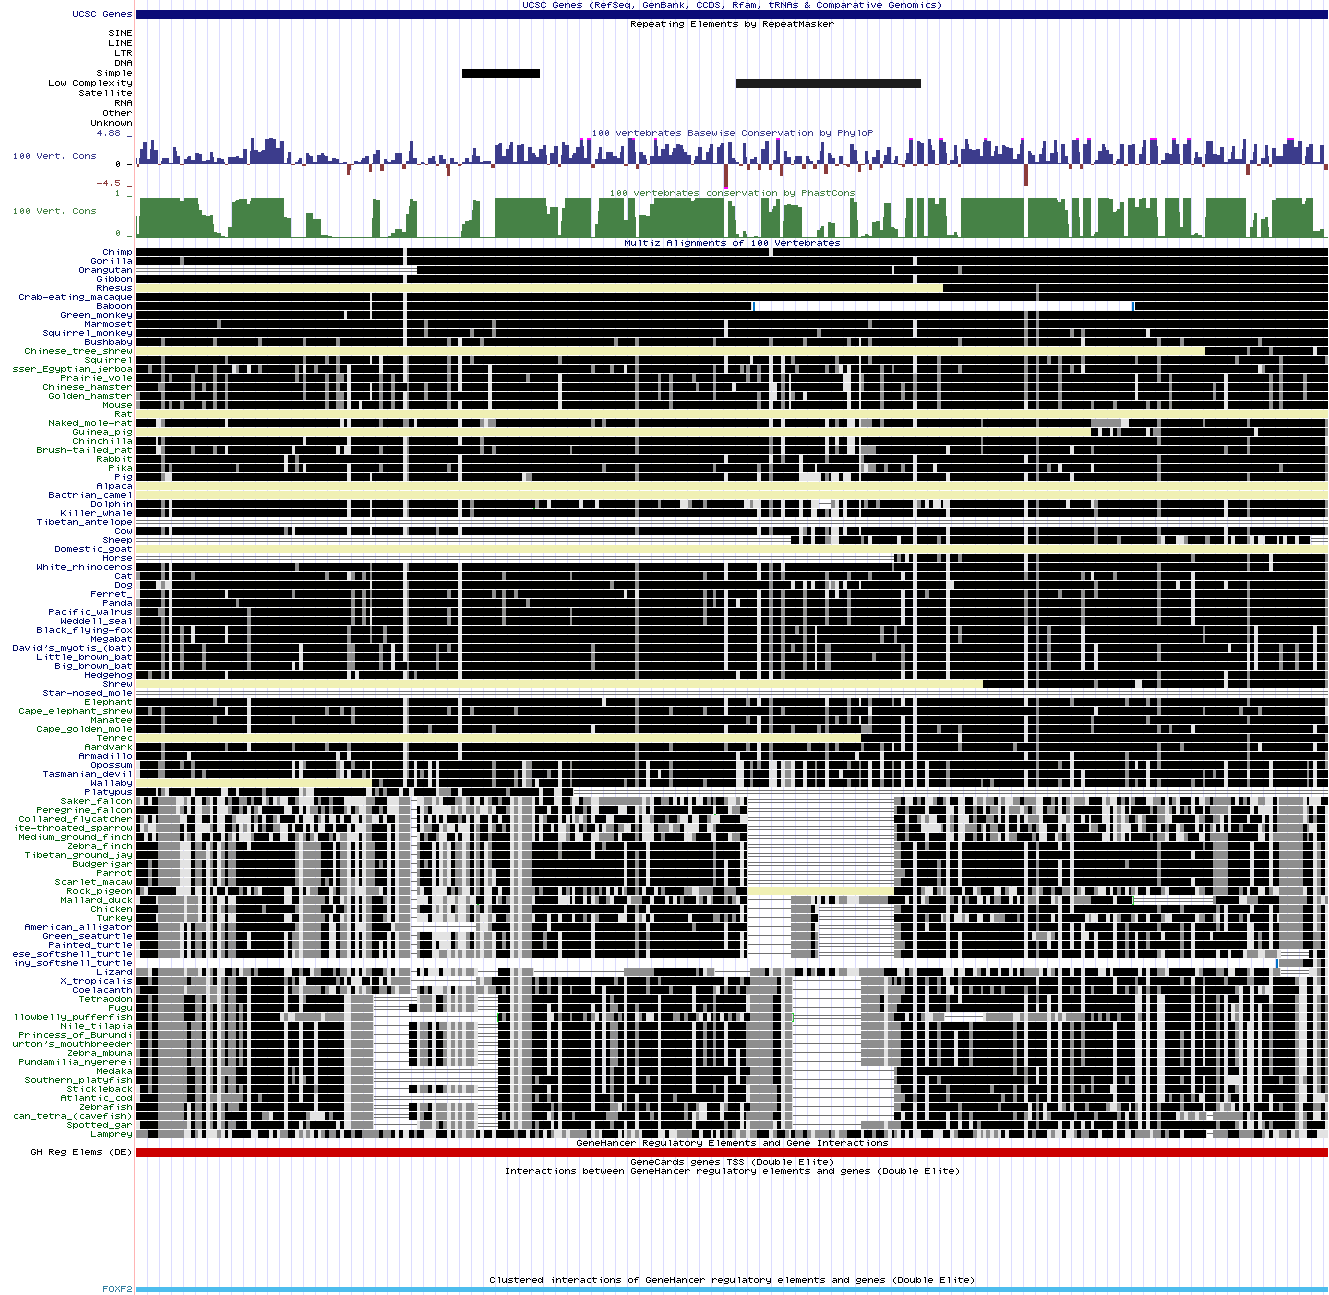 UCSC Genes (RefSeq, GenBank, CCDS, Rfam, tRNAs & Comparative Genomics)
UCSC Genes
Repeating Elements by RepeatMasker
SINE
LINE
LTR
DNA
Simple
Low Complexity
Satellite
RNA
Other
Unknown
4.88 _
100 vertebrates Basewise Conservation by PhyloP
100 Vert. Cons
0 _
-4.5 _
1 _
100 vertebrates conservation by PhastCons
100 Vert. Cons
0 _
Multiz Alignments of 100 Vertebrates
Chimp
Gorilla
Orangutan
Gibbon
Rhesus
Crab-eating_macaque
Baboon
Green_monkey
Marmoset
Squirrel_monkey
Bushbaby
Chinese_tree_shrew
Squirrel
sser_Egyptian_jerboa
Prairie_vole
Chinese_hamster
Golden_hamster
Mouse
Rat
Naked_mole-rat
Guinea_pig
Chinchilla
Brush-tailed_rat
Rabbit
Pika
Pig
Alpaca
Bactrian_camel
Dolphin
Killer_whale
Tibetan_antelope
Cow
Sheep
Domestic_goat
Horse
White_rhinoceros
Cat
Dog
Ferret_
Panda
Pacific_walrus
Weddell_seal
Black_flying-fox
Megabat
David's_myotis_(bat)
Little_brown_bat
Big_brown_bat
Hedgehog
Shrew
Star-nosed_mole
Elephant
Cape_elephant_shrew
Manatee
Cape_golden_mole
Tenrec
Aardvark
Armadillo
Opossum
Tasmanian_devil
Wallaby
Platypus
Saker_falcon
Peregrine_falcon
Collared_flycatcher
ite-throated_sparrow
Medium_ground_finch
Zebra_finch
Tibetan_ground_jay
Budgerigar
Parrot
Scarlet_macaw
Rock_pigeon
Mallard_duck
Chicken
Turkey
American_alligator
Green_seaturtle
Painted_turtle
ese_softshell_turtle
iny_softshell_turtle
Lizard
X_tropicalis
Coelacanth
Tetraodon
Fugu
llowbelly_pufferfish
Nile_tilapia
Princess_of_Burundi
urton's_mouthbreeder
Zebra_mbuna
Pundamilia_nyererei
Medaka
Southern_platyfish
Stickleback
Atlantic_cod
Zebrafish
can_tetra_(cavefish)
Spotted_gar
Lamprey
GeneHancer Regulatory Elements and Gene Interactions
GH Reg Elems (DE)
GeneCards genes TSS (Double Elite)
Interactions between GeneHancer regulatory elements and genes (Double Elite)
Clustered interactions of GeneHancer regulatory elements and genes (Double Elite)
FOXF2